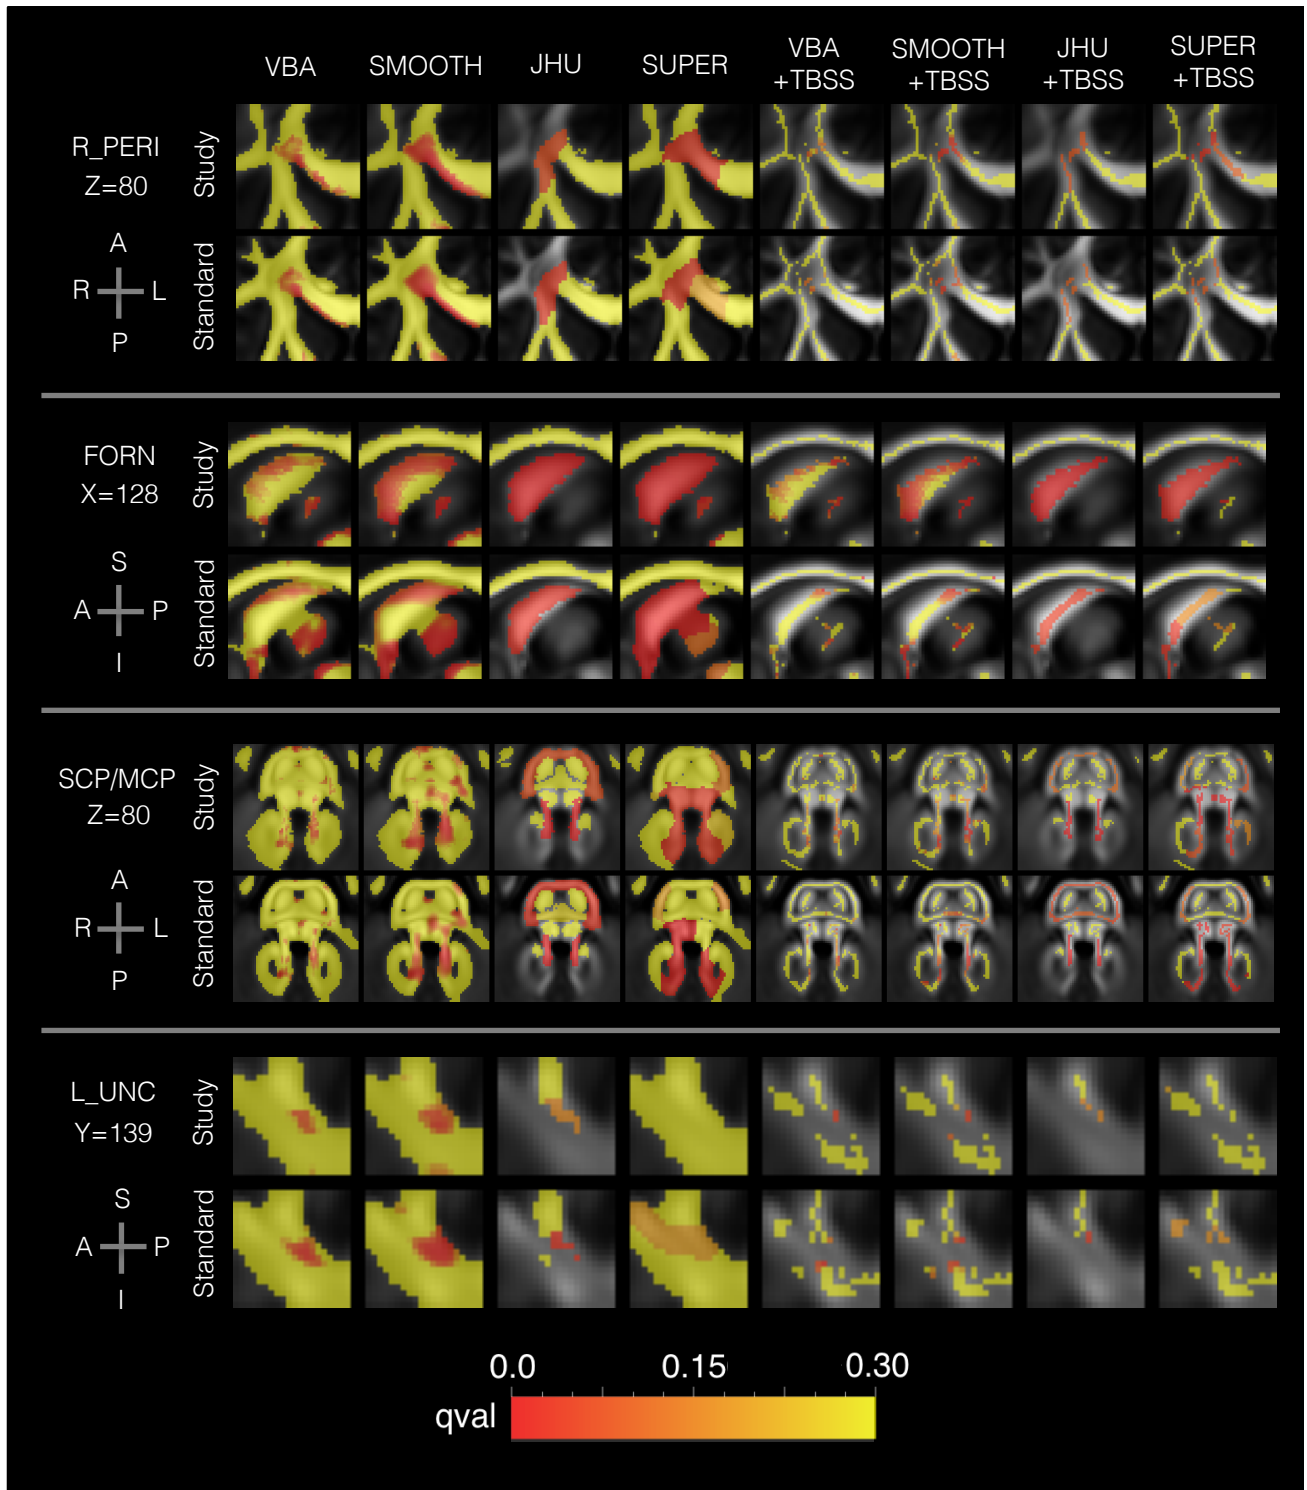 VBA SMOOTH JHU SUPER VBA +TBSS SMOOTH +TBSS JHU +TBSS SUPER +TBSS
R_PERI
Z=80
Study
Standard
A
R L
P
FORN
X=128
Study
Standard
S
A P
I
SCP/MCP
Z=80
Study
Standard
A
R L
P
L_UNC
Y=139
Study
Standard
S
A P
I
0.0 0.15 0.30
qval